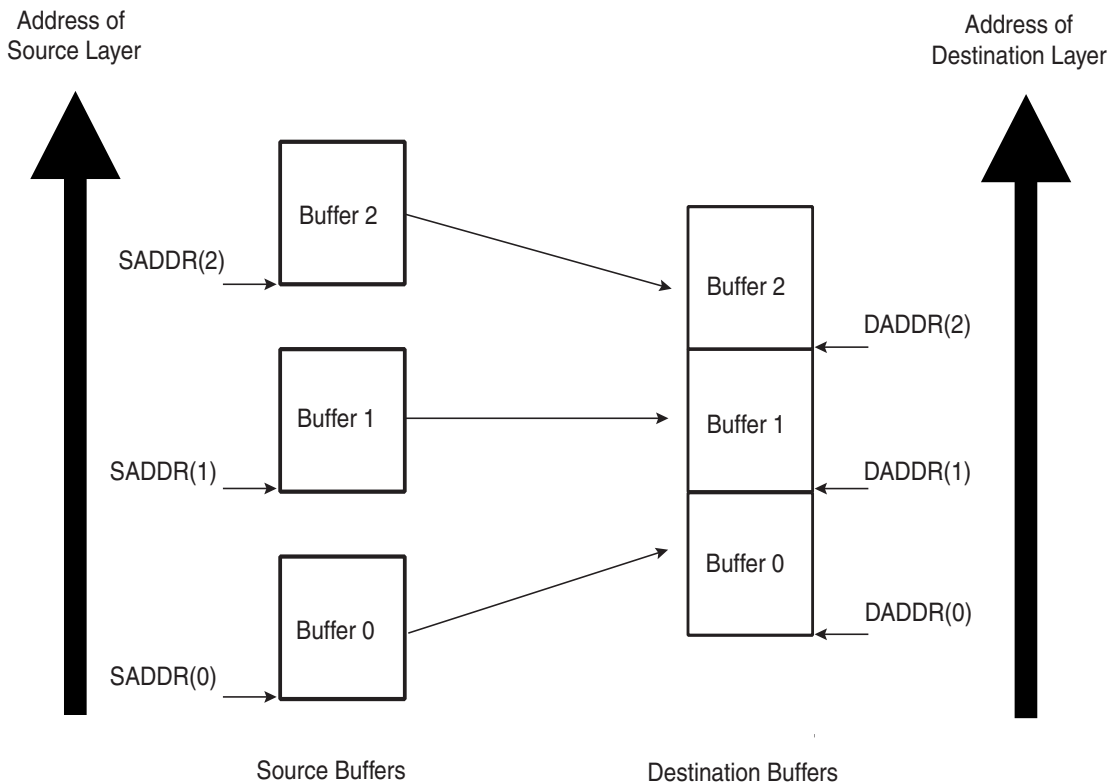 Address of
Source Layer
Address of
Destination Layer
Buffer 2
SADDR(2)
Buffer 2
DADDR(2)
Buffer 1
Buffer 1
SADDR(1)
DADDR(1)
Buffer 0
Buffer 0
DADDR(0)
SADDR(0)
Source Buffers
Destination Buffers